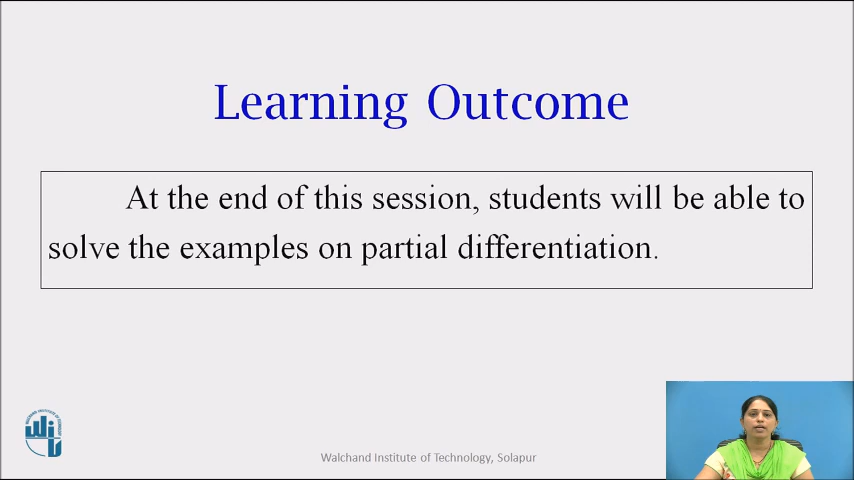 Learning Outcome
At the end of this session, students will be able to
solve the examples on partial differentiation.
Walchand Institute of Technology, Solapur